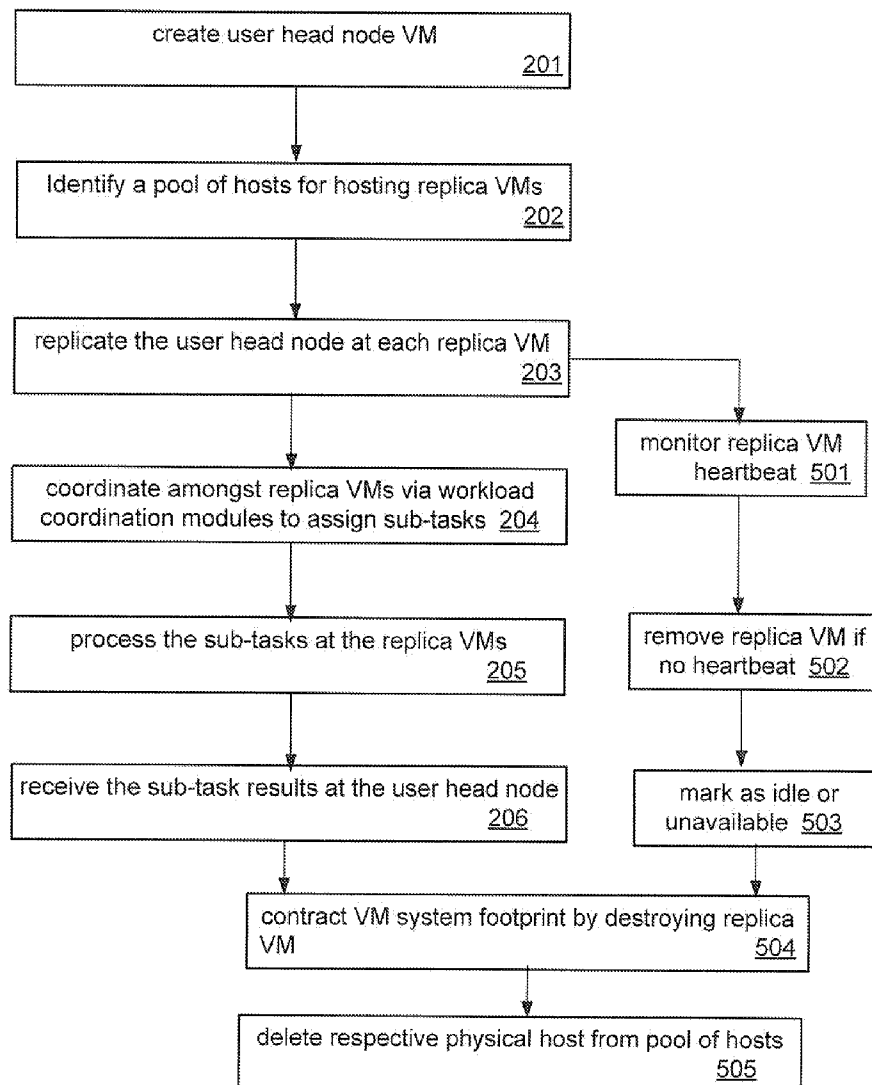 create user head node VM
201
Identify a pool of hosts for hosting replica VMs
202
replicate the user head node at each replica VM
203
monitor replica VM
heartbeat 501
coordinate amongst replica VMs via workload
coordination modules to assign sub-tasks 204
process the sub-tasks at the replica VMs
205
remove replica VM if
no heartbeat 502
receive the sub-task results at the user head node
206
mark as idle or
unavailable 503
contract VM system footprint by destroying replica
VM 504
delete respective physical host from pool of hosts
505